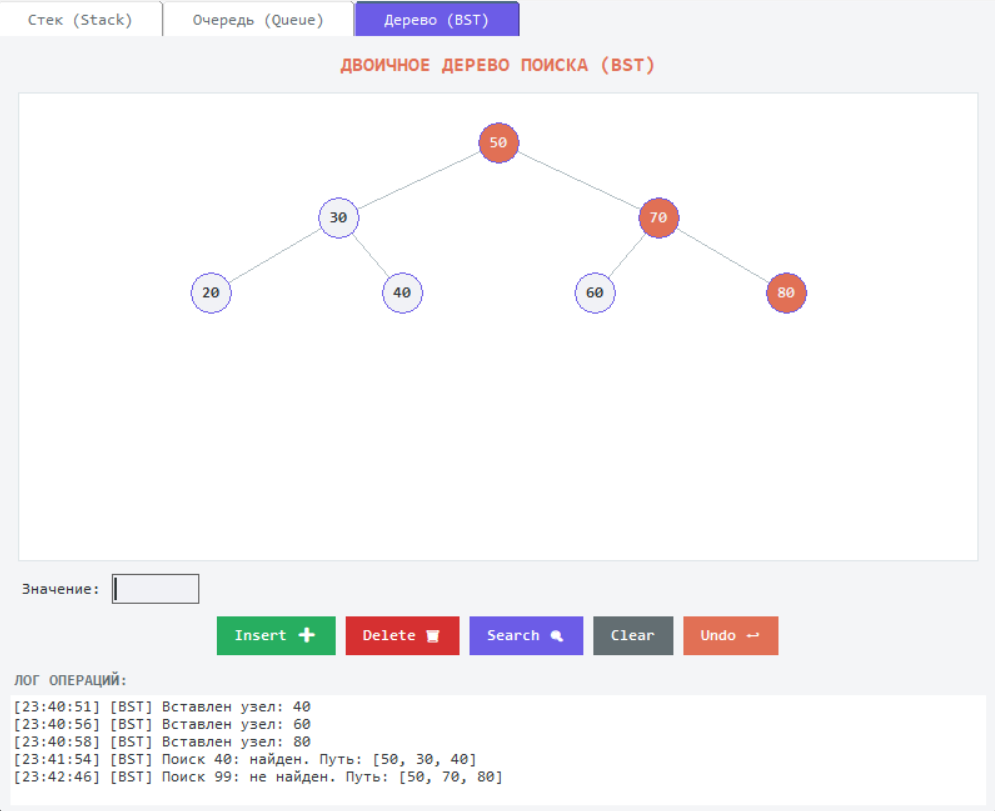 Стек (Stack) Очередь (Queue) Дерево (BST)
ДВОИЧНОЕ ДЕРЕВО ПОИСКА (BST)
50
30 70
20 40 60 80
Значение:
Insert Delete Search Clear Undo
ЛОГ ОПЕРАЦИЙ:
[23:40:51] [BST] Вставлен узел: 40
[23:40:56] [BST] Вставлен узел: 60
[23:40:58] [BST] Вставлен узел: 80
[23:41:54] [BST] Поиск 40: найден. Путь: [50, 30, 40]
[23:42:46] [BST] Поиск 99: не найден. Путь: [50, 70, 80]